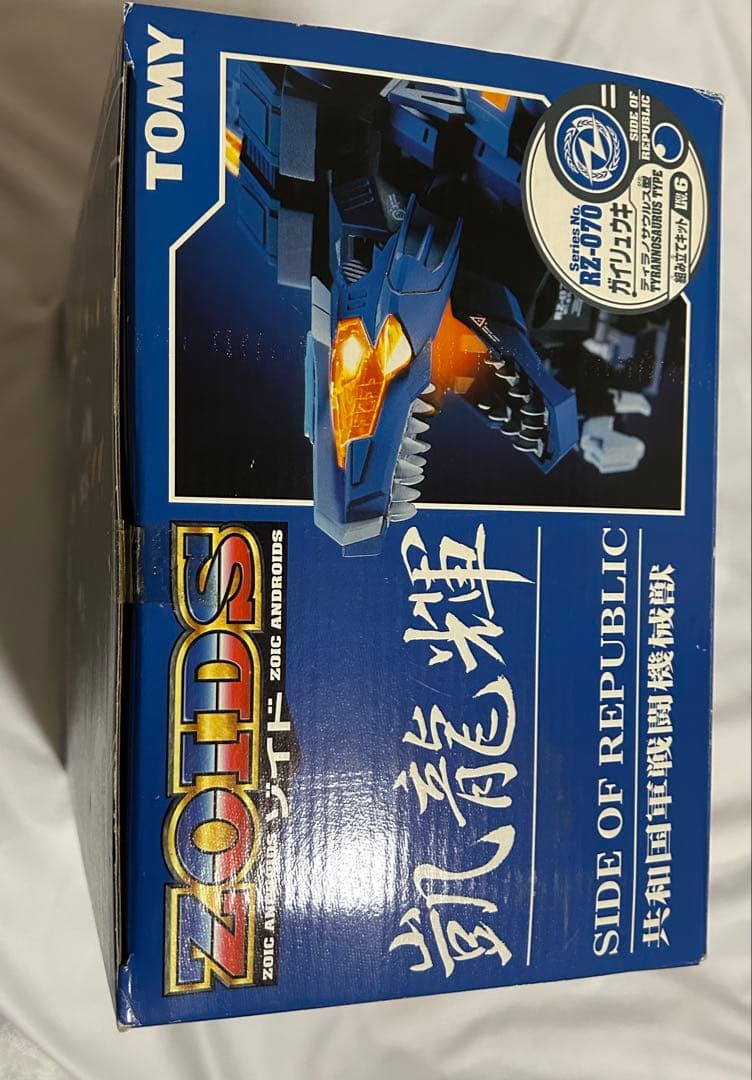 TOMY
Series No.
RZ-070
ガイリュウキ
ティラノサウルス型
TYRANNOSAURUS TYPE
組み立てキット
SIDE OF
REPUBLIC
ZOIDS
ゾイド ZOIC ANDROIDS
凱龍輝
SIDE OF REPUBLIC
共和国軍戦闘機械獣